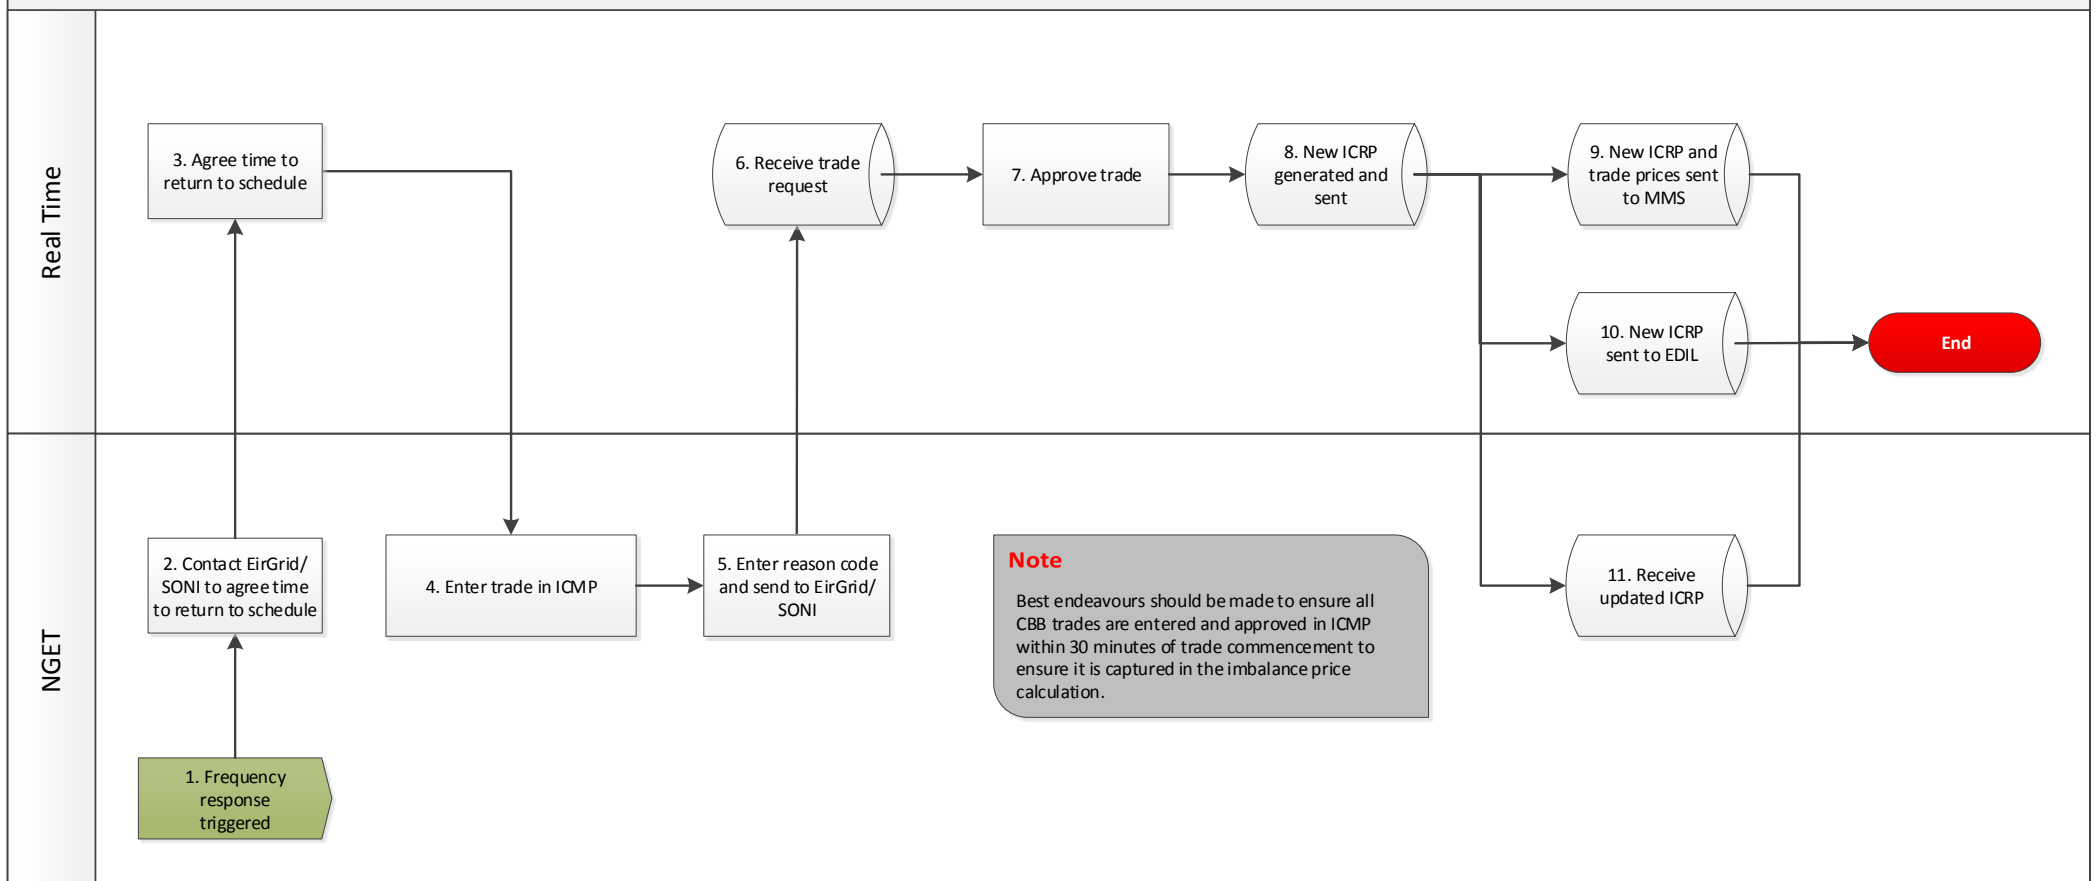 Real Time
3. Agree time to
return to schedule
6. Receive trade
request
7. Approve trade
8. New ICRP
generated and
sent
9. New ICRP and
trade prices sent
to MMS
10. New ICRP
sent to EDIL
End
NGET
2. Contact EirGrid/
SONI to agree time
to return to schedule
4. Enter trade in ICMP
5. Enter reason code
and send to EirGrid/
SONI
Note
Best endeavours should be made to ensure all
CBB trades are entered and approved in ICMP
within 30 minutes of trade commencement to
ensure it is captured in the imbalance price
calculation.
11. Receive
updated ICRP
1. Frequency
response
triggered